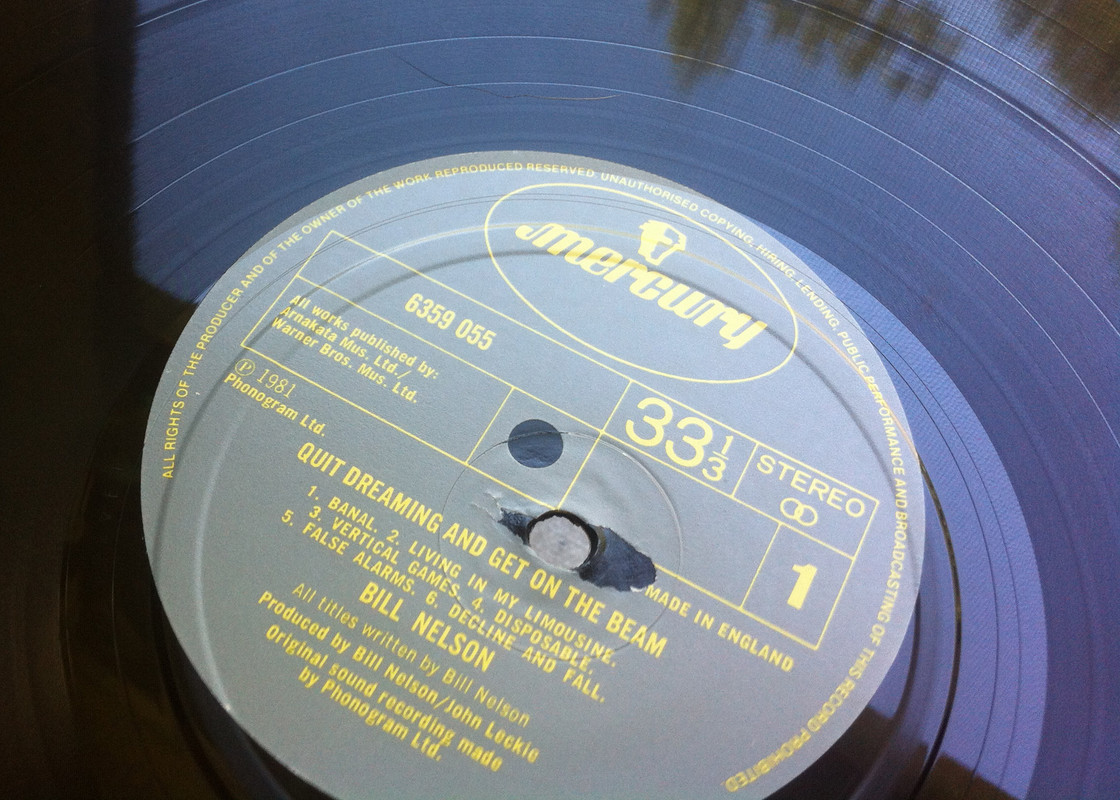 ALL RIGHTS OF THE PRODUCER AND OF THE OWNER OF THE WORK REPRODUCED RESERVED. UNAUTHORISED COPYING, HIRING, LENDING, PUBLIC PERFORMANCE AND BROADCASTING OF THIS RECORD PROHIBITED.
mercury
6359 055
All works published by:
Arnakata Mus. Ltd./
Warner Bros. Mus. Ltd.
℗ 1981
Phonogram Ltd.
33 1/3
STEREO
1
MADE IN ENGLAND
QUIT DREAMING AND GET ON THE BEAM
1. BANAL. 2. LIVING IN MY LIMOUSINE.
3. VERTICAL GAMES. 4. DISPOSABLE.
5. FALSE ALARMS. 6. DECLINE AND FALL.
BILL NELSON
All titles written by Bill Nelson
Produced by Bill Nelson/John Leckie
Original sound recording made
by Phonogram Ltd.